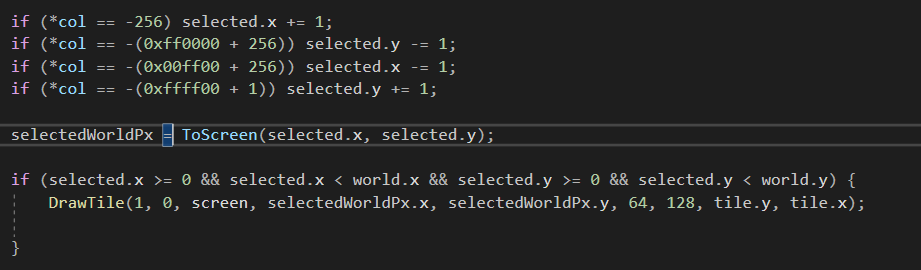 if (*col == -256) selected.x += 1;
if (*col == -(0xff0000 + 256)) selected.y -= 1;
if (*col == -(0x00ff00 + 256)) selected.x -= 1;
if (*col == -(0xffff00 + 1)) selected.y += 1;
selectedWorldPx = ToScreen(selected.x, selected.y);
if (selected.x >= 0 && selected.x < world.x && selected.y >= 0 && selected.y < world.y) {
DrawTile(1, 0, screen, selectedWorldPx.x, selectedWorldPx.y, 64, 128, tile.y, tile.x);
}